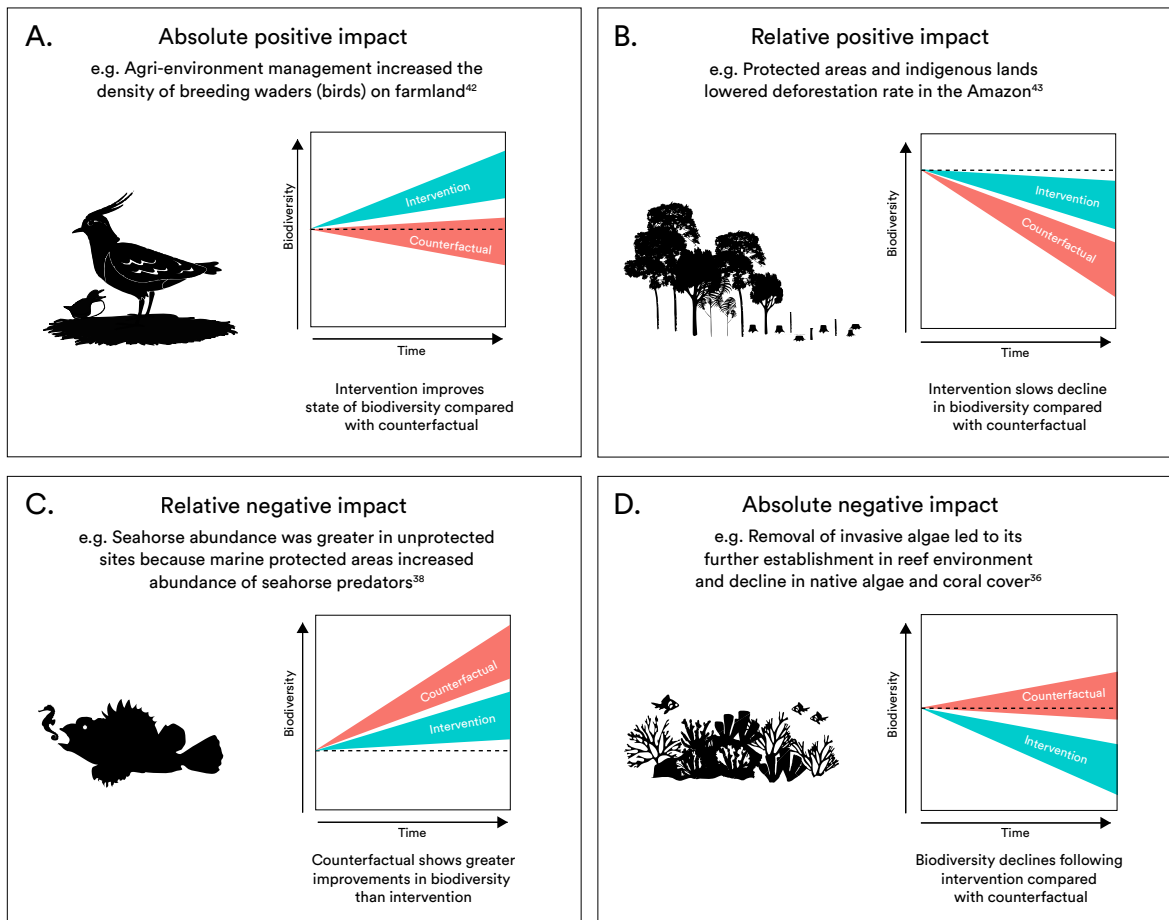 A.
Absolute positive impact
e.g. Agri-environment management increased the
density of breeding waders (birds) on farmland⁴²
Biodiversity
Intervention
Counterfactual
Time
Intervention improves
state of biodiversity compared
with counterfactual
B.
Relative positive impact
e.g. Protected areas and indigenous lands
lowered deforestation rate in the Amazon⁴³
Biodiversity
Intervention
Counterfactual
Time
Intervention slows decline
in biodiversity compared
with counterfactual
C.
Relative negative impact
e.g. Seahorse abundance was greater in unprotected
sites because marine protected areas increased
abundance of seahorse predators³⁸
Biodiversity
Counterfactual
Intervention
Time
Counterfactual shows greater
improvements in biodiversity
than intervention
D.
Absolute negative impact
e.g. Removal of invasive algae led to its
further establishment in reef environment
and decline in native algae and coral cover³⁶
Biodiversity
Counterfactual
Intervention
Time
Biodiversity declines following
intervention compared
with counterfactual